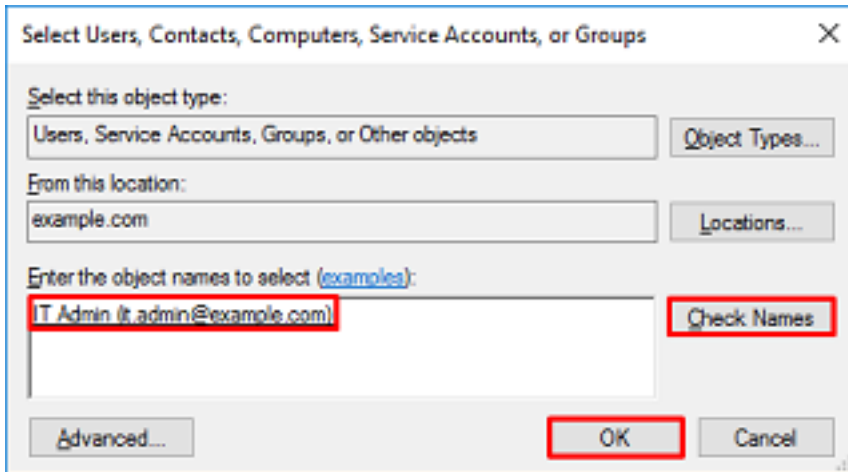 Select Users, Contacts, Computers, Service Accounts, or Groups
Select this object type:
Users, Service Accounts, Groups, or Other objects
Object Types...
From this location:
example.com
Locations...
Enter the object names to select (examples):
IT Admin (it.admin@example.com)
Check Names
Advanced...
OK
Cancel